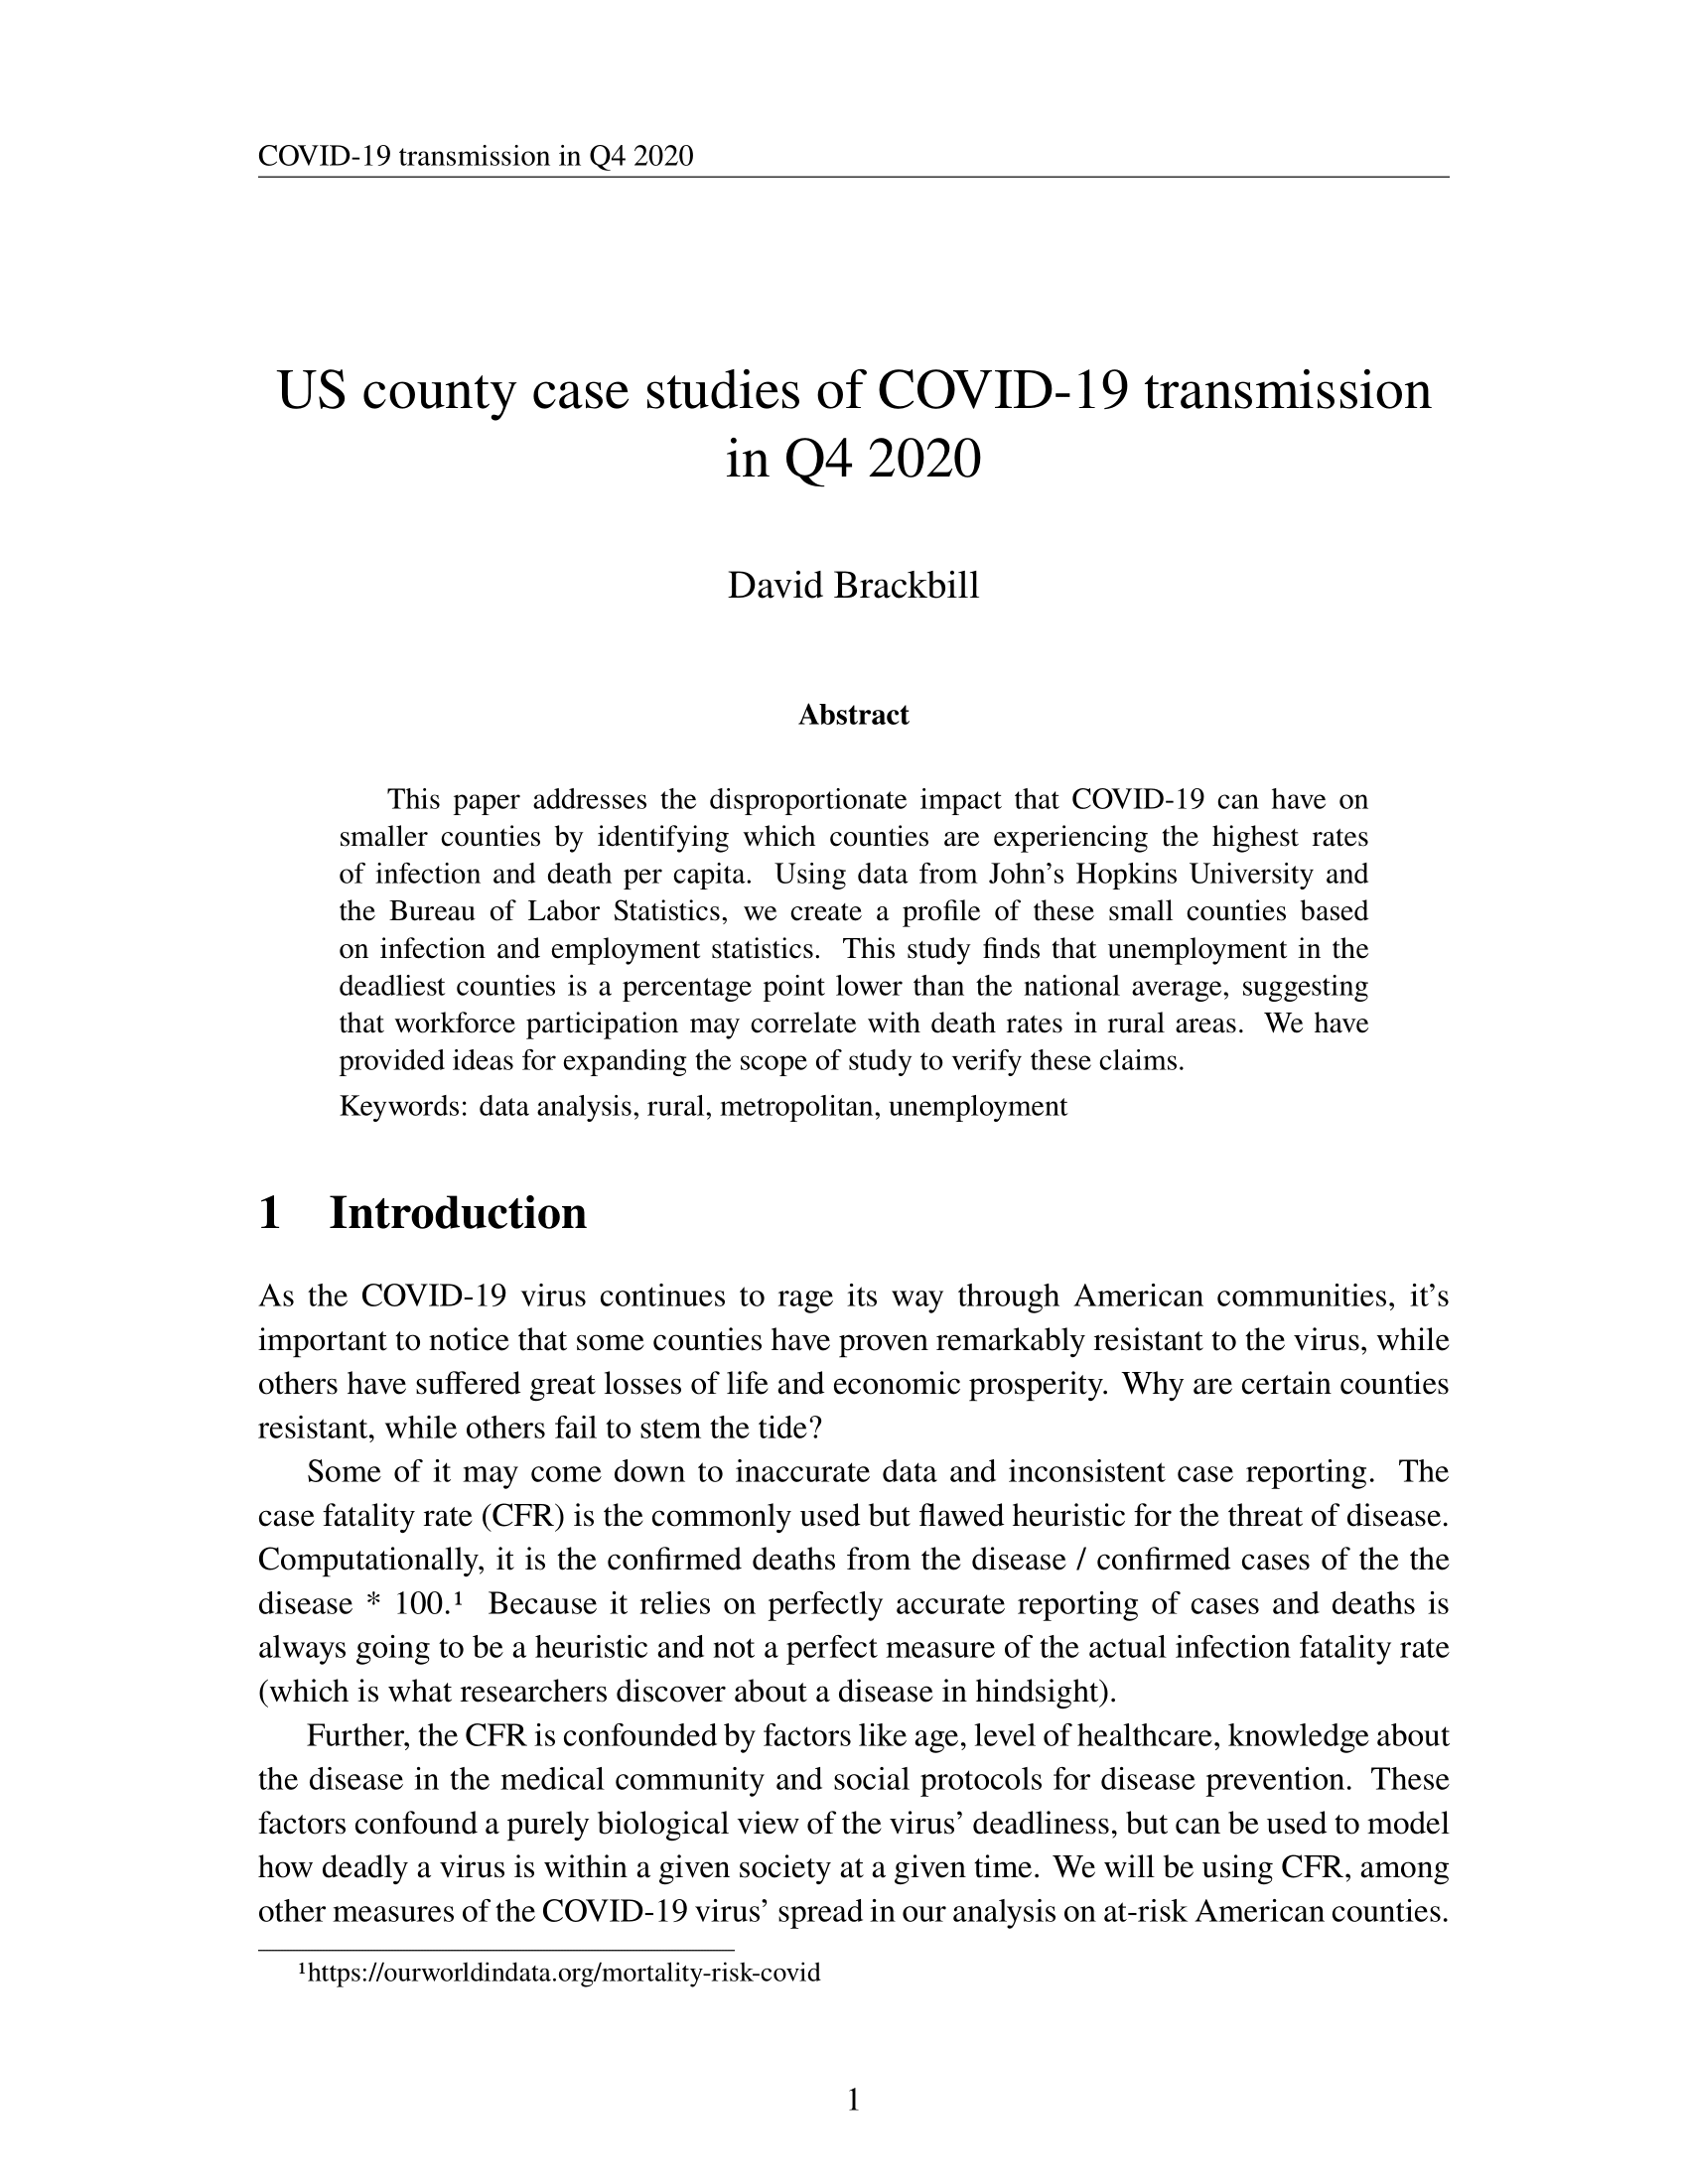 COVID-19 transmission in Q4 2020
US county case studies of COVID-19 transmission
in Q4 2020
David Brackbill
Abstract
This paper addresses the disproportionate impact that COVID-19 can have on
smaller counties by identifying which counties are experiencing the highest rates
of infection and death per capita. Using data from John's Hopkins University and
the Bureau of Labor Statistics, we create a profile of these small counties based
on infection and employment statistics. This study finds that unemployment in the
deadliest counties is a percentage point lower than the national average, suggesting
that workforce participation may correlate with death rates in rural areas. We have
provided ideas for expanding the scope of study to verify these claims.
Keywords: data analysis, rural, metropolitan, unemployment
1 Introduction
As the COVID-19 virus continues to rage its way through American communities, it's
important to notice that some counties have proven remarkably resistant to the virus, while
others have suffered great losses of life and economic prosperity. Why are certain counties
resistant, while others fail to stem the tide?
Some of it may come down to inaccurate data and inconsistent case reporting. The
case fatality rate (CFR) is the commonly used but flawed heuristic for the threat of disease.
Computationally, it is the confirmed deaths from the disease / confirmed cases of the the
disease * 100.¹ Because it relies on perfectly accurate reporting of cases and deaths is
always going to be a heuristic and not a perfect measure of the actual infection fatality rate
(which is what researchers discover about a disease in hindsight).
Further, the CFR is confounded by factors like age, level of healthcare, knowledge about
the disease in the medical community and social protocols for disease prevention. These
factors confound a purely biological view of the virus' deadliness, but can be used to model
how deadly a virus is within a given society at a given time. We will be using CFR, among
other measures of the COVID-19 virus' spread in our analysis on at-risk American counties.
¹https://ourworldindata.org/mortality-risk-covid
1